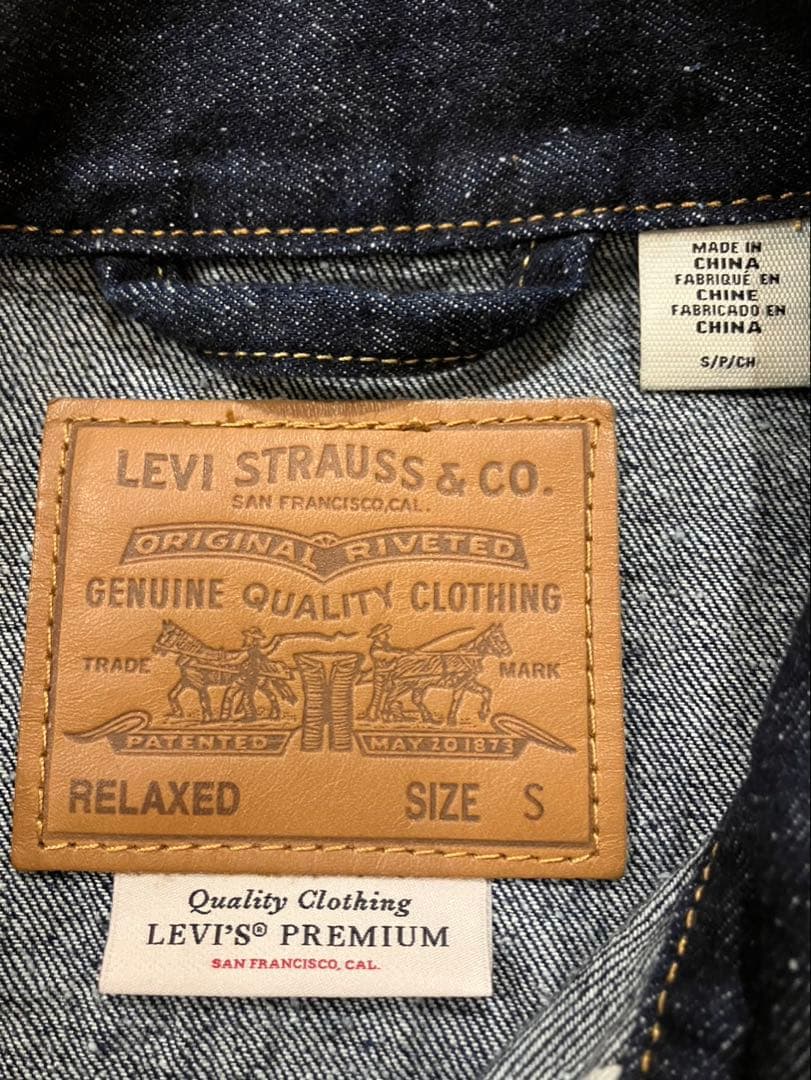 MADE IN
CHINA
FABRIQUÉ EN
CHINE
FABRICADO EN
CHINA
S/P/CH
LEVI STRAUSS & CO.
SAN FRANCISCO,CAL.
ORIGINAL RIVETED
GENUINE QUALITY CLOTHING
TRADE MARK
PATENTED MAY 20 1873
RELAXED SIZE S
Quality Clothing
LEVI'S® PREMIUM
SAN FRANCISCO, CAL.